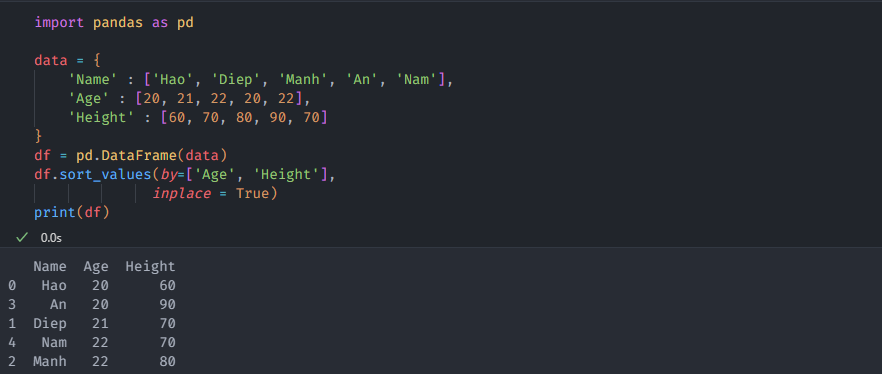 import pandas as pd
data = {
'Name' : ['Hao', 'Diep', 'Manh', 'An', 'Nam'],
'Age' : [20, 21, 22, 20, 22],
'Height' : [60, 70, 80, 90, 70]
}
df = pd.DataFrame(data)
df.sort_values(by=['Age', 'Height'],
inplace = True)
print(df)
✓ 0.0s
Name Age Height
0 Hao 20 60
3 An 20 90
1 Diep 21 70
4 Nam 22 70
2 Manh 22 80